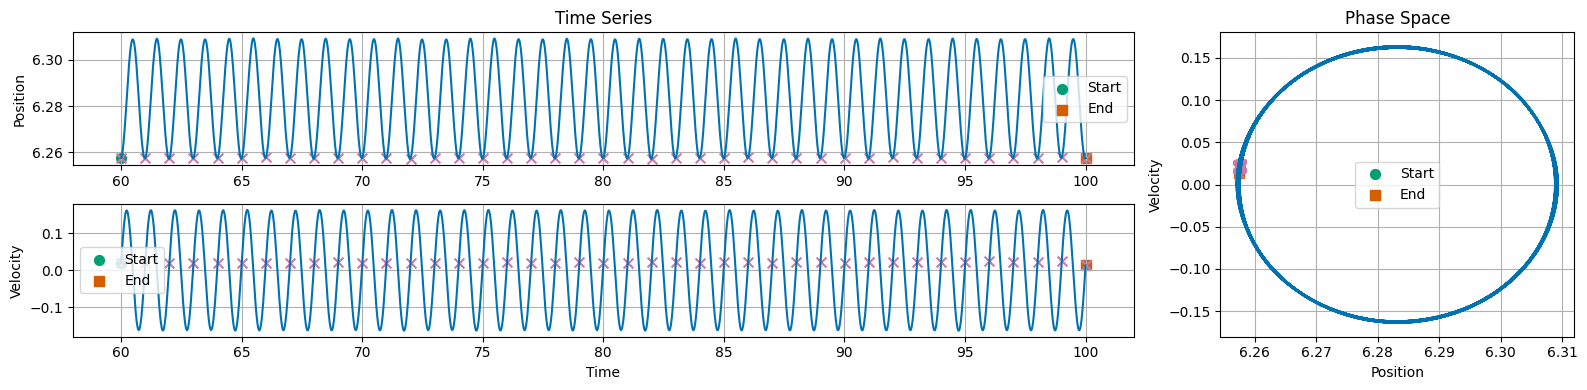 Time Series
Position
6.30
6.28
6.26
Start
End
60 65 70 75 80 85 90 95 100
Velocity
0.1
0.0
−0.1
Start
End
60 65 70 75 80 85 90 95 100
Time
Phase Space
Velocity
0.15
0.10
0.05
0.00
−0.05
−0.10
−0.15
Start
End
6.26 6.27 6.28 6.29 6.30 6.31
Position